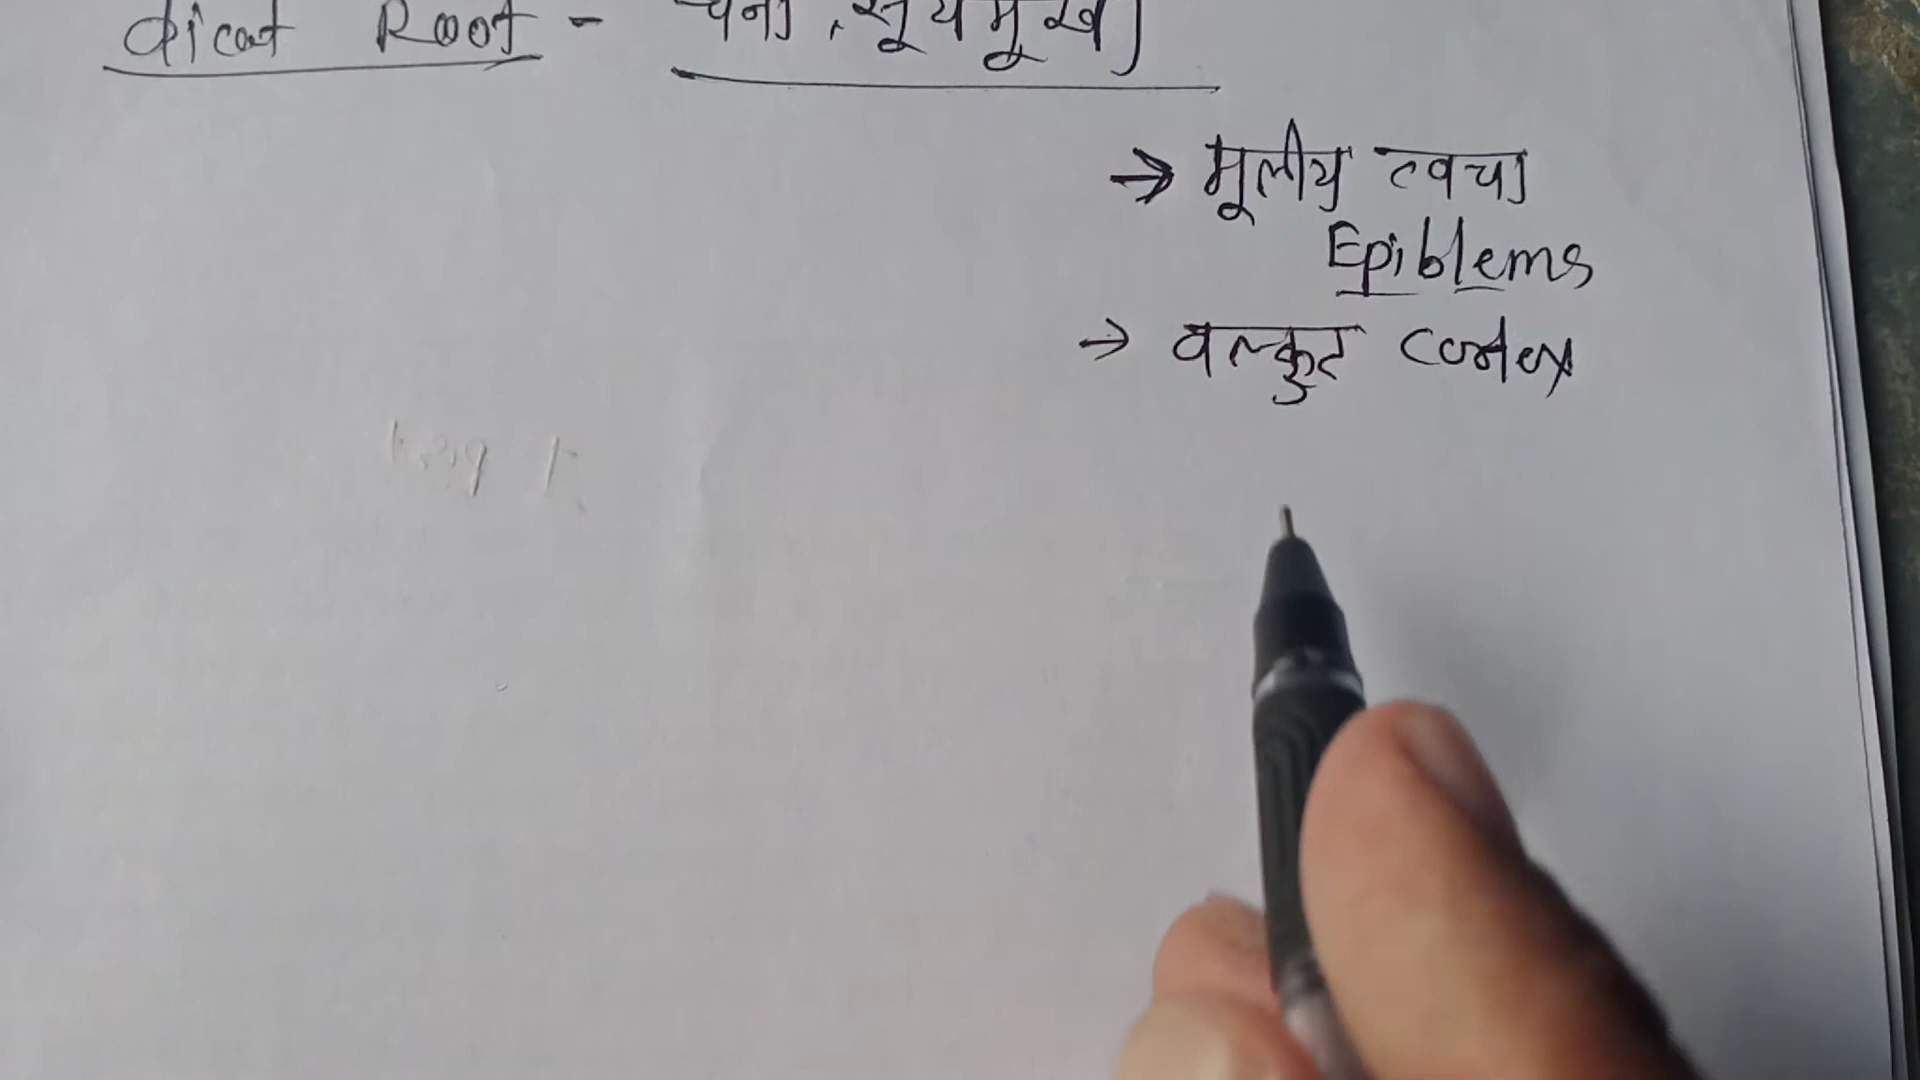 dicot Root - चना, सूर्यमूखी
→ मूलीय त्वचा
Epiblems
→ वल्कुट cortex